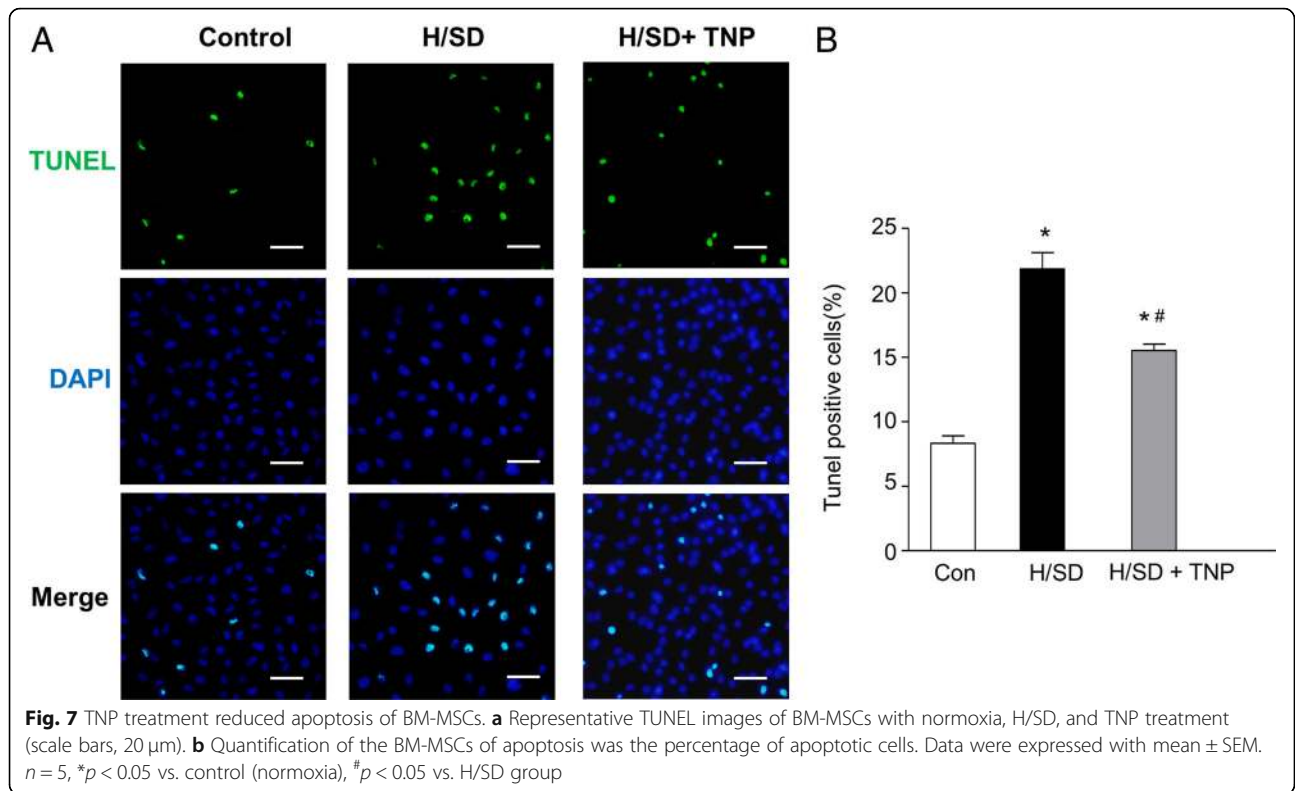 A
Control
H/SD
H/SD+ TNP
TUNEL
DAPI
Merge
B
Tunel positive cells(%)
25
20
15
10
5
0
*
* #
Con
H/SD
H/SD + TNP
Fig. 7 TNP treatment reduced apoptosis of BM-MSCs. a Representative TUNEL images of BM-MSCs with normoxia, H/SD, and TNP treatment
(scale bars, 20 μm). b Quantification of the BM-MSCs of apoptosis was the percentage of apoptotic cells. Data were expressed with mean ± SEM.
n = 5, *p < 0.05 vs. control (normoxia), #p < 0.05 vs. H/SD group